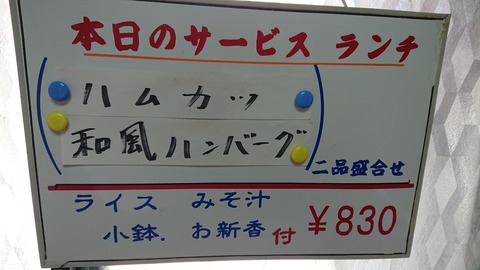 本日のサービス ランチ
ハムカツ
和風ハンバーグ
二品盛合せ
ライス みそ汁
小鉢. お新香 付 ¥830